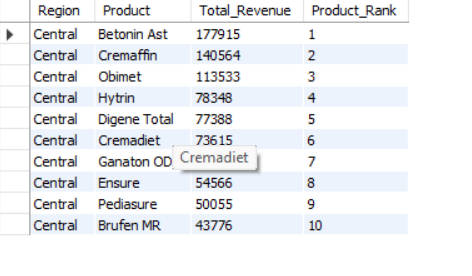 Region Product Total_Revenue Product_Rank
Central Betonin Ast 177915 1
Central Cremaffin 140564 2
Central Obimet 113533 3
Central Hytrin 78348 4
Central Digene Total 77388 5
Central Cremadiet 73615 6
Central Ganaton OD 7
Cremadiet
Central Ensure 54566 8
Central Pediasure 50055 9
Central Brufen MR 43776 10